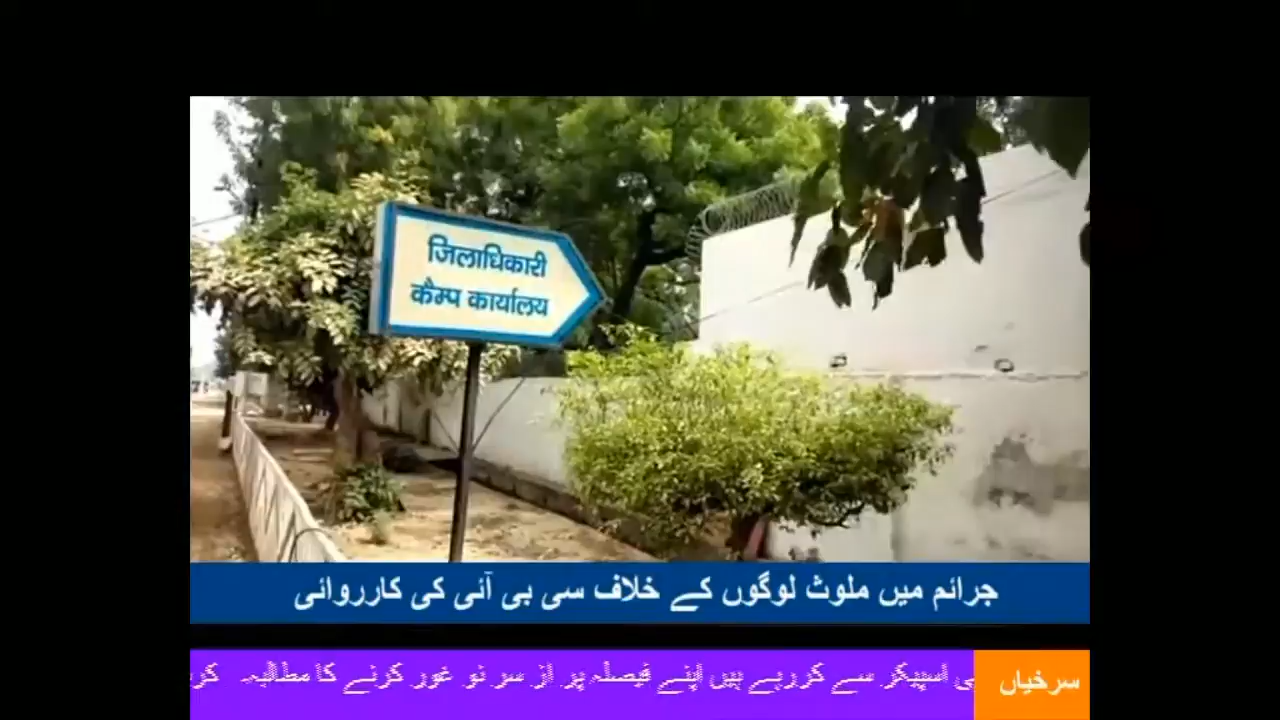 जिलाधिकारी
कैम्प कार्यालय
جرائم میں ملوث لوگوں کے خلاف سی بی آئی کی کارروائی
سرخیاں
اسپیکر سے کررہے ہیں اپنے فیصلہ پر از سر نو غور کرنے کا مطالبہ